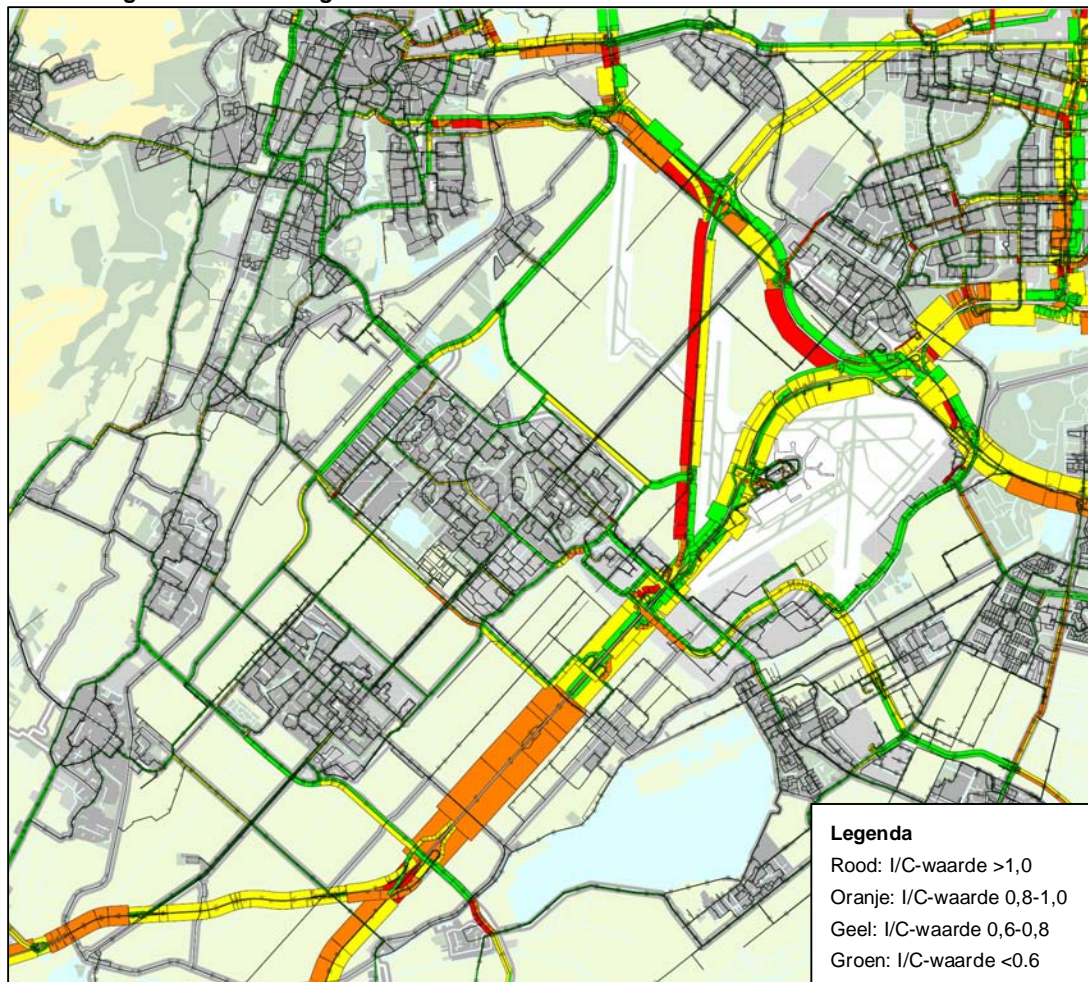 Legenda
Rood: I/C-waarde >1,0
Oranje: I/C-waarde 0,8-1,0
Geel: I/C-waarde 0,6-0,8
Groen: I/C-waarde <0.6